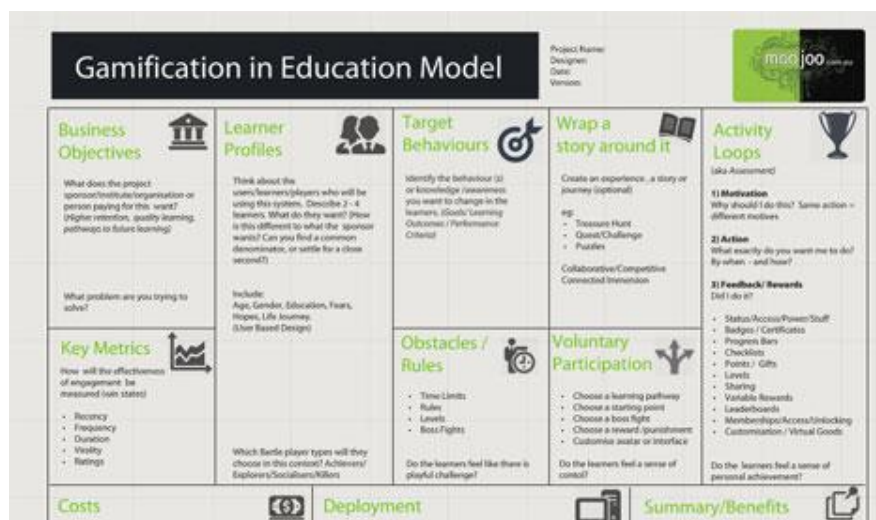 Gamification in Education Model
Project Name:
Designer:
Date:
Version:
moojoo.com.au
Business
Objectives
What does the project
sponsor/institute/organisation or
person paying for this want?
(Higher retention, quality learning,
pathways to future learning)
What problem are you trying to
solve?
Key Metrics
How will the effectiveness
of engagement be
measured (win states)
• Recency
• Frequency
• Duration
• Virality
• Ratings
Learner
Profiles
Think about the
users/learners/players who will be
using this system. Describe 2 - 4
learners. What do they want? (How
is this different to what the sponsor
wants? Can you find a common
denominator, or settle for a close
second?)
Include:
Age, Gender, Education, Fears,
Hopes, Life Journey.
(User Based Design)
Which Bartle player types will they
choose in this context? Achievers/
Explorers/Socialisers/Killers
Target
Behaviours
Identify the behaviour (s)
or knowledge /awareness
you want to change in the
learners. (Goals/ Learning
Outcomes / Performance
Criteria)
Obstacles /
Rules
• Time Limits
• Rules
• Levels
• Boss Fights
Do the learners feel like there is
playful challenge?
Wrap a
story around it
Create an experience , a story or
journey (optional)
eg:
• Treasure Hunt
• Quest/Challenge
• Puzzles
Collaborative/Competitive
Connected Immersion
Voluntary
Participation
• Choose a learning pathway
• Choose a starting point
• Choose a boss fight
• Choose a reward /punishment
• Customise avatar or interface
Do the learners feel a sense of
contol?
Activity
Loops
(aka Assessment)
1) Motivation
Why should I do this? Same action =
different motives
2) Action
What exactly do you want me to do?
By when - and how?
3) Feedback/ Rewards
Did I do it?
• Status/Access/Power/Stuff
• Badges / Certificates
• Progress Bars
• Checklists
• Points / Gifts
• Levels
• Sharing
• Variable Rewards
• Leaderboards
• Memberships/Access/Unlocking
• Customisation / Virtual Goods
Do the learners feel a sense of
personal achievement?
Costs
Deployment
Summary/Benefits